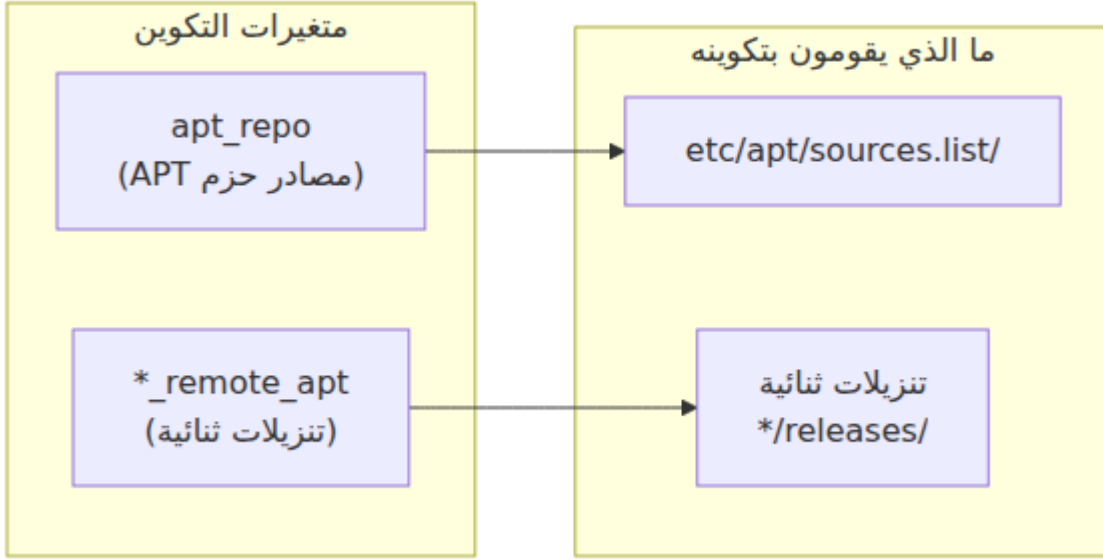 متغيرات التكوين
apt_repo
(مصادر حزم APT)
*_remote_apt
(تنزيلات ثنائية)
ما الذي يقومون بتكوينه
etc/apt/sources.list/
تنزيلات ثنائية
*/releases/